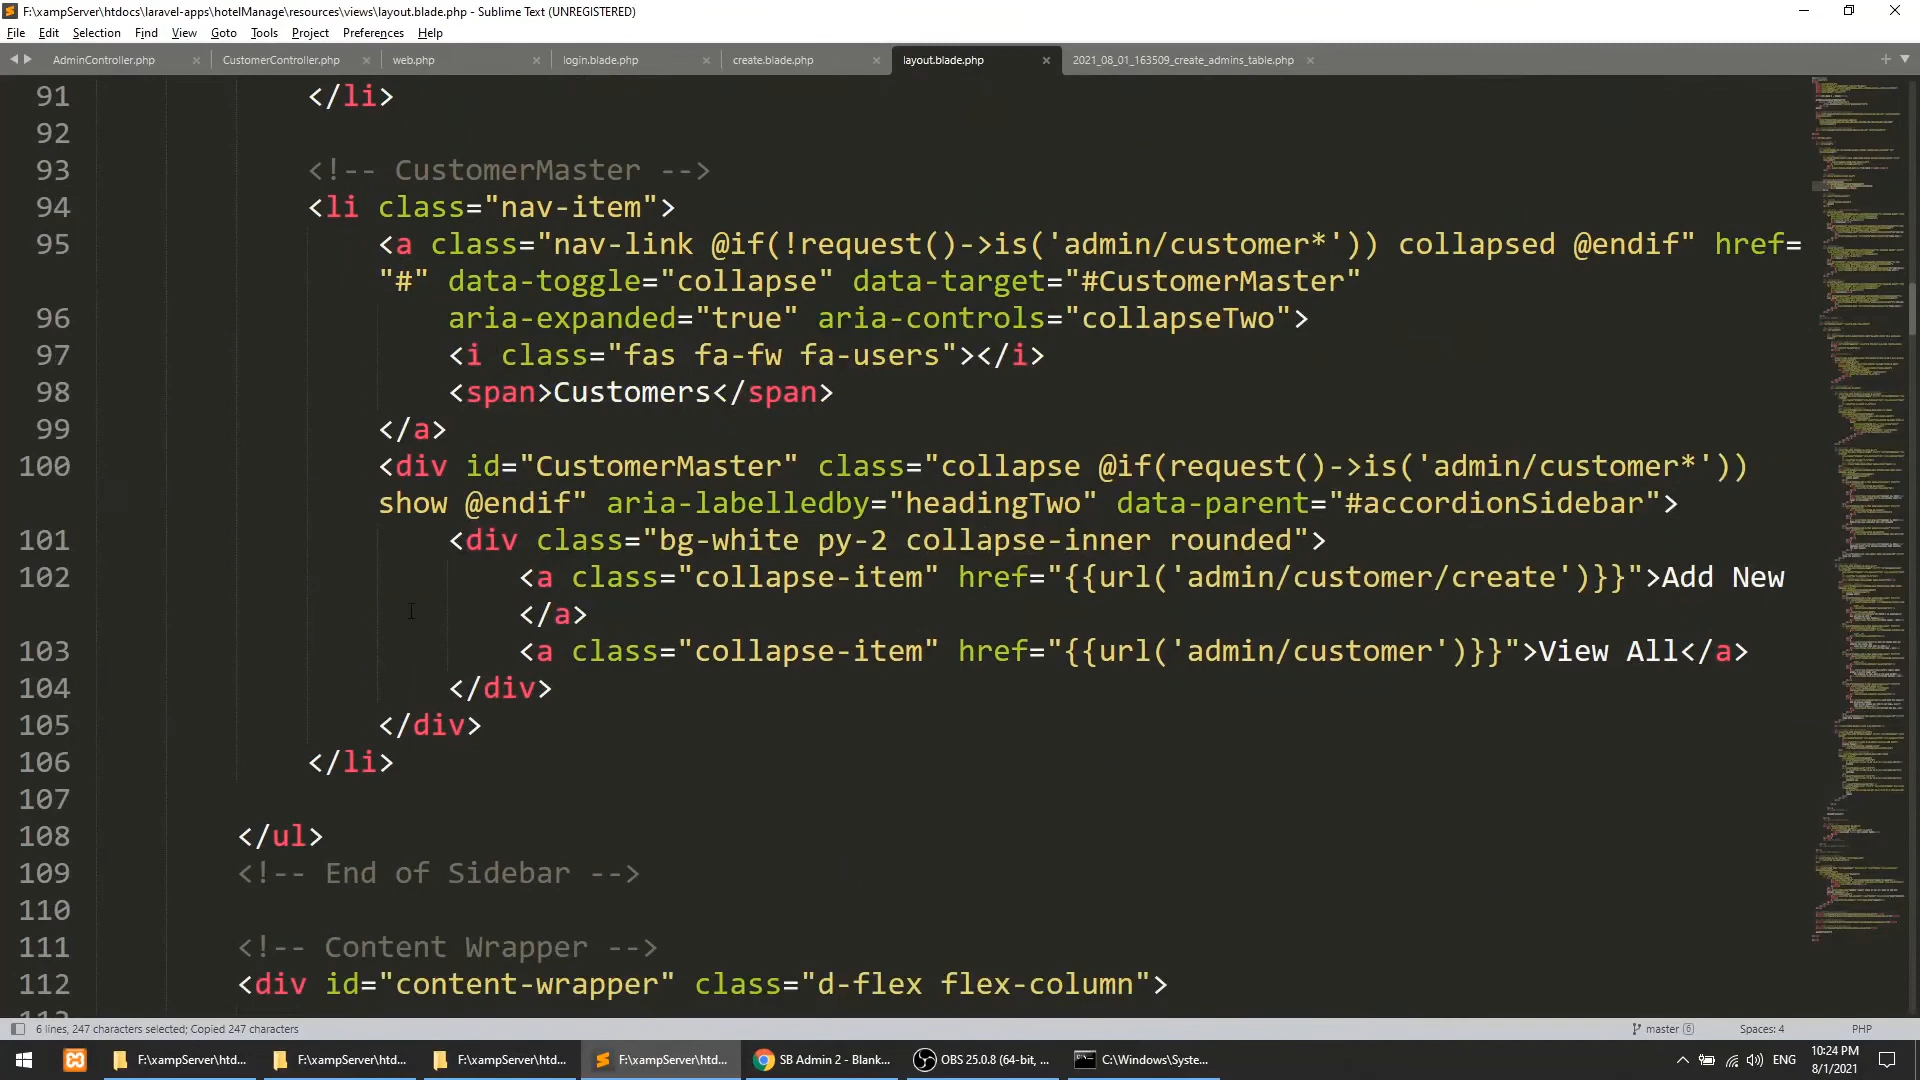 F:\xampServer\htdocs\laravel-apps\hotelManage\resources\views\layout.blade.php - Sublime Text (UNREGISTERED)
File Edit Selection Find View Goto Tools Project Preferences Help
AdminController.php CustomerController.php web.php login.blade.php create.blade.php layout.blade.php 2021_08_01_163509_create_admins_table.php
91 </li>
92
93 <!-- CustomerMaster -->
94 <li class="nav-item">
95 <a class="nav-link @if(!request()->is('admin/customer*')) collapsed @endif" href=
"#" data-toggle="collapse" data-target="#CustomerMaster"
96 aria-expanded="true" aria-controls="collapseTwo">
97 <i class="fas fa-fw fa-users"></i>
98 <span>Customers</span>
99 </a>
100 <div id="CustomerMaster" class="collapse @if(request()->is('admin/customer*'))
show @endif" aria-labelledby="headingTwo" data-parent="#accordionSidebar">
101 <div class="bg-white py-2 collapse-inner rounded">
102 <a class="collapse-item" href="{{url('admin/customer/create')}}">Add New
</a>
103 <a class="collapse-item" href="{{url('admin/customer')}}">View All</a>
104 </div>
105 </div>
106 </li>
107
108 </ul>
109 <!-- End of Sidebar -->
110
111 <!-- Content Wrapper -->
112 <div id="content-wrapper" class="d-flex flex-column">
6 lines, 247 characters selected; Copied 247 characters master 6 Spaces: 4 PHP
F:\xampServer\htd... F:\xampServer\htd... F:\xampServer\htd... F:\xampServer\htd... SB Admin 2 - Blank... OBS 25.0.8 (64-bit, ... C:\Windows\Syste... ENG 10:24 PM
8/1/2021